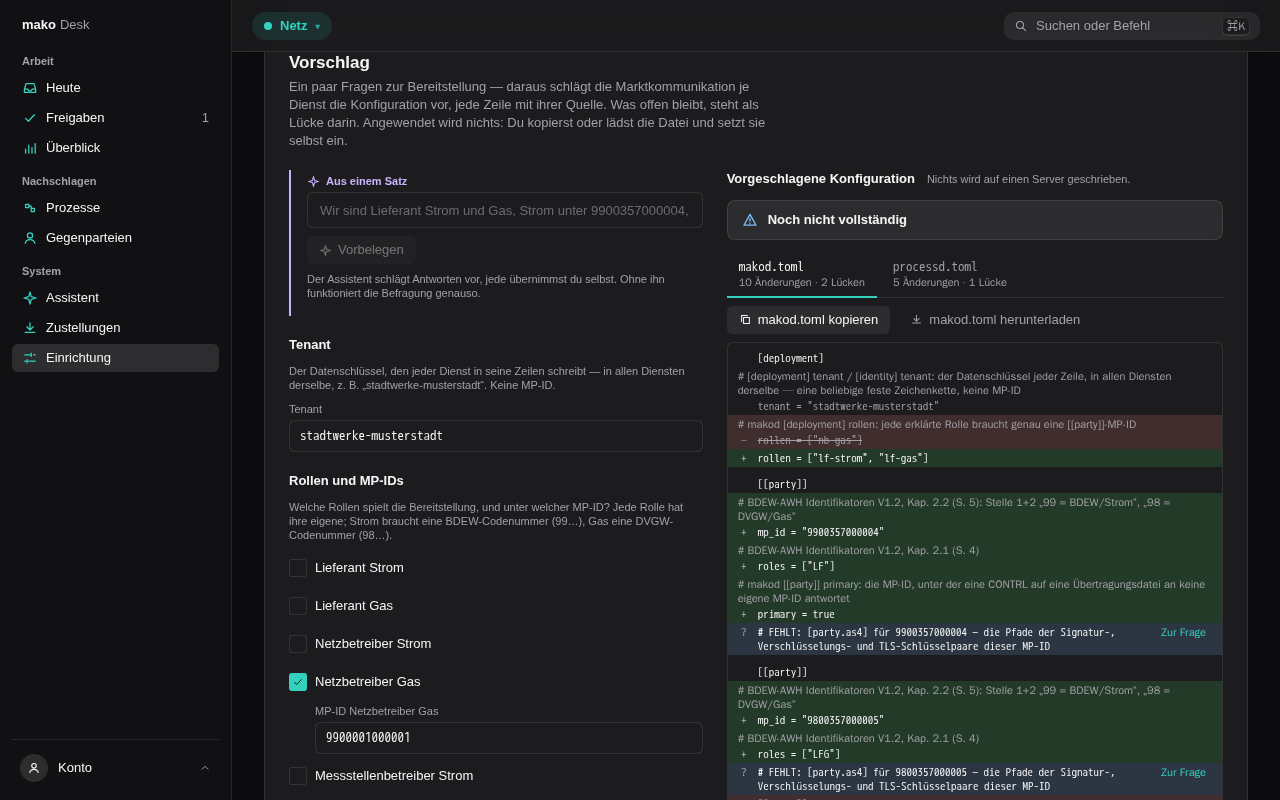 mako Desk
Arbeit
Heute
Freigaben 1
Überblick
Nachschlagen
Prozesse
Gegenparteien
System
Assistent
Zustellungen
Einrichtung
Konto
Netz
Suchen oder Befehl ⌘K
Vorschlag
Ein paar Fragen zur Bereitstellung — daraus schlägt die Marktkommunikation je
Dienst die Konfiguration vor, jede Zeile mit ihrer Quelle. Was offen bleibt, steht als
Lücke darin. Angewendet wird nichts: Du kopierst oder lädst die Datei und setzt sie
selbst ein.
Aus einem Satz
Wir sind Lieferant Strom und Gas, Strom unter 9900357000004,
Vorbelegen
Der Assistent schlägt Antworten vor, jede übernimmst du selbst. Ohne ihn
funktioniert die Befragung genauso.
Tenant
Der Datenschlüssel, den jeder Dienst in seine Zeilen schreibt — in allen Diensten
derselbe, z. B. „stadtwerke-musterstadt“. Keine MP-ID.
Tenant
stadtwerke-musterstadt
Rollen und MP-IDs
Welche Rollen spielt die Bereitstellung, und unter welcher MP-ID? Jede Rolle hat
ihre eigene; Strom braucht eine BDEW-Codenummer (99…), Gas eine DVGW-
Codenummer (98…).
Lieferant Strom
Lieferant Gas
Netzbetreiber Strom
Netzbetreiber Gas
MP-ID Netzbetreiber Gas
9900001000001
Messstellenbetreiber Strom
Vorgeschlagene Konfiguration Nichts wird auf einen Server geschrieben.
Noch nicht vollständig
makod.toml
10 Änderungen · 2 Lücken
processd.toml
5 Änderungen · 1 Lücke
makod.toml kopieren
makod.toml herunterladen
[deployment]
# [deployment] tenant / [identity] tenant: der Datenschlüssel jeder Zeile, in allen Diensten
derselbe — eine beliebige feste Zeichenkette, keine MP-ID
tenant = "stadtwerke-musterstadt"
# makod [deployment] rollen: jede erklärte Rolle braucht genau eine [[party]]-MP-ID
− rollen = ["nb-gas"]
+ rollen = ["lf-strom", "lf-gas"]
[[party]]
# BDEW-AWH Identifikatoren V1.2, Kap. 2.2 (S. 5): Stelle 1+2 „99 = BDEW/Strom“, „98 =
DVGW/Gas“
+ mp_id = "9900357000004"
# BDEW-AWH Identifikatoren V1.2, Kap. 2.1 (S. 4)
+ roles = ["LF"]
# makod [[party]] primary: die MP-ID, unter der eine CONTRL auf eine Übertragungsdatei an keine
eigene MP-ID antwortet
+ primary = true
? # FEHLT: [party.as4] für 9900357000004 — die Pfade der Signatur-, Zur Frage
Verschlüsselungs- und TLS-Schlüsselpaare dieser MP-ID
[[party]]
# BDEW-AWH Identifikatoren V1.2, Kap. 2.2 (S. 5): Stelle 1+2 „99 = BDEW/Strom“, „98 =
DVGW/Gas“
+ mp_id = "9800357000005"
# BDEW-AWH Identifikatoren V1.2, Kap. 2.1 (S. 4)
+ roles = ["LFG"]
? # FEHLT: [party.as4] für 9800357000005 — die Pfade der Signatur-, Zur Frage
Verschlüsselungs- und TLS-Schlüsselpaare dieser MP-ID